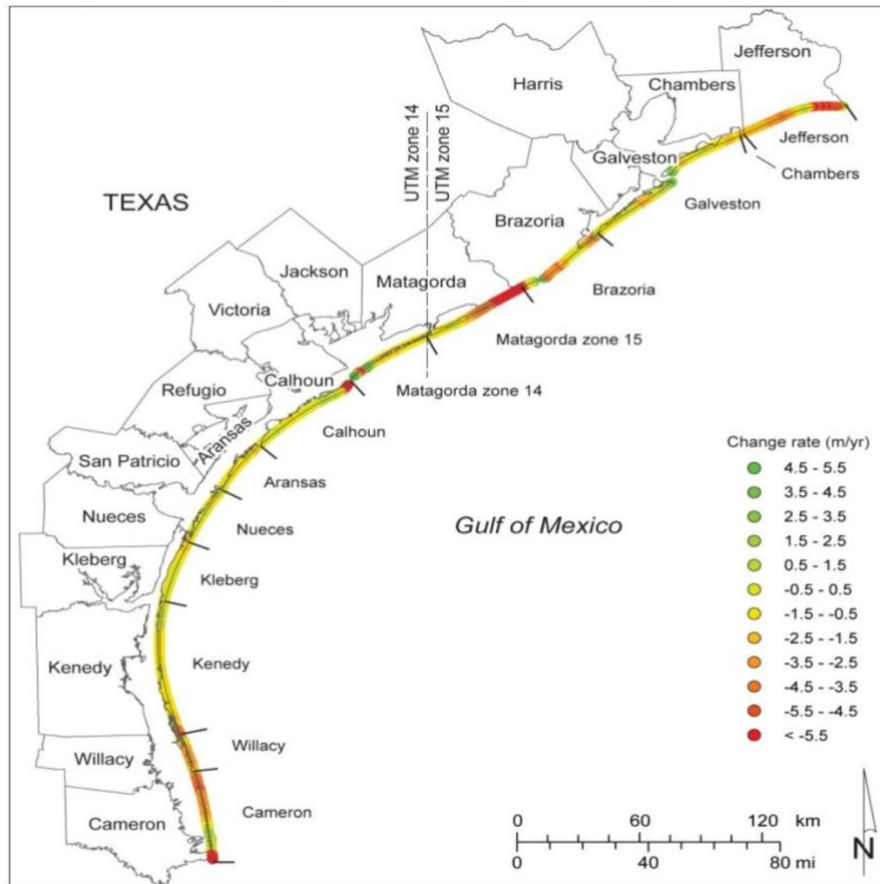 Jefferson
Harris
Chambers
UTM zone 14
UTM zone 15
Jefferson
Galveston
Chambers
TEXAS
Brazoria
Galveston
Jackson
Matagorda
Victoria
Brazoria
Matagorda zone 15
Calhoun
Refugio
Matagorda zone 14
Aransas
Calhoun
San Patricio
Aransas
Nueces
Nueces
Gulf of Mexico
Kleberg
Kleberg
Kenedy
Kenedy
Willacy
Willacy
Cameron
Cameron
Change rate (m/yr)
4.5 - 5.5
3.5 - 4.5
2.5 - 3.5
1.5 - 2.5
0.5 - 1.5
-0.5 - 0.5
-1.5 - -0.5
-2.5 - -1.5
-3.5 - -2.5
-4.5 - -3.5
-5.5 - -4.5
< -5.5
0 60 120 km
0 40 80 mi
N